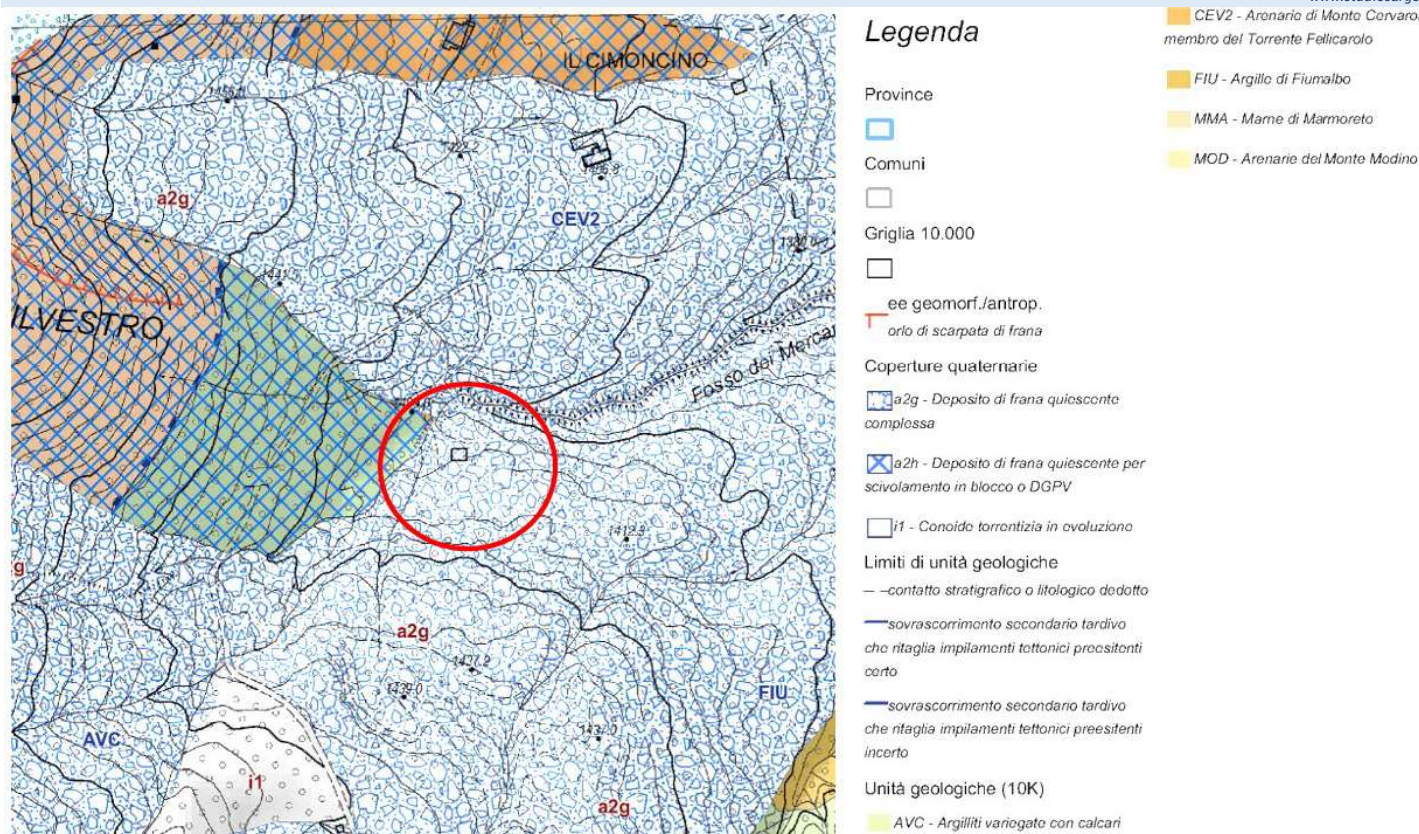 IL CIMONCINO
a2g
CEV2
ILVESTRO
Fosso dei Mercar
g
1412.3
a2g
1439.0
FIU
AVC
i1
a2g
Legenda
Province
Comuni
Griglia 10.000
ee geomorf./antrop.
orlo di scarpata di frana
Coperture quaternarie
a2g - Deposito di frana quiescente
complessa
a2h - Deposito di frana quiescente per
scivolamento in blocco o DGPV
i1 - Conoide torrentizia in evoluzione
Limiti di unità geologiche
contatto stratigrafico o litologico dedotto
sovrascorrimento secondario tardivo
che ritaglia impilamenti tettonici preesitenti
certo
sovrascorrimento secondario tardivo
che ritaglia impilamenti tettonici preesitenti
incerto
Unità geologiche (10K)
AVC - Argilliti variegate con calcari
CEV2 - Arenarie di Monte Cervaro
membro del Torrente Fellicarolo
FIU - Argille di Fiumalbo
MMA - Marne di Marmoreto
MOD - Arenarie del Monte Modino